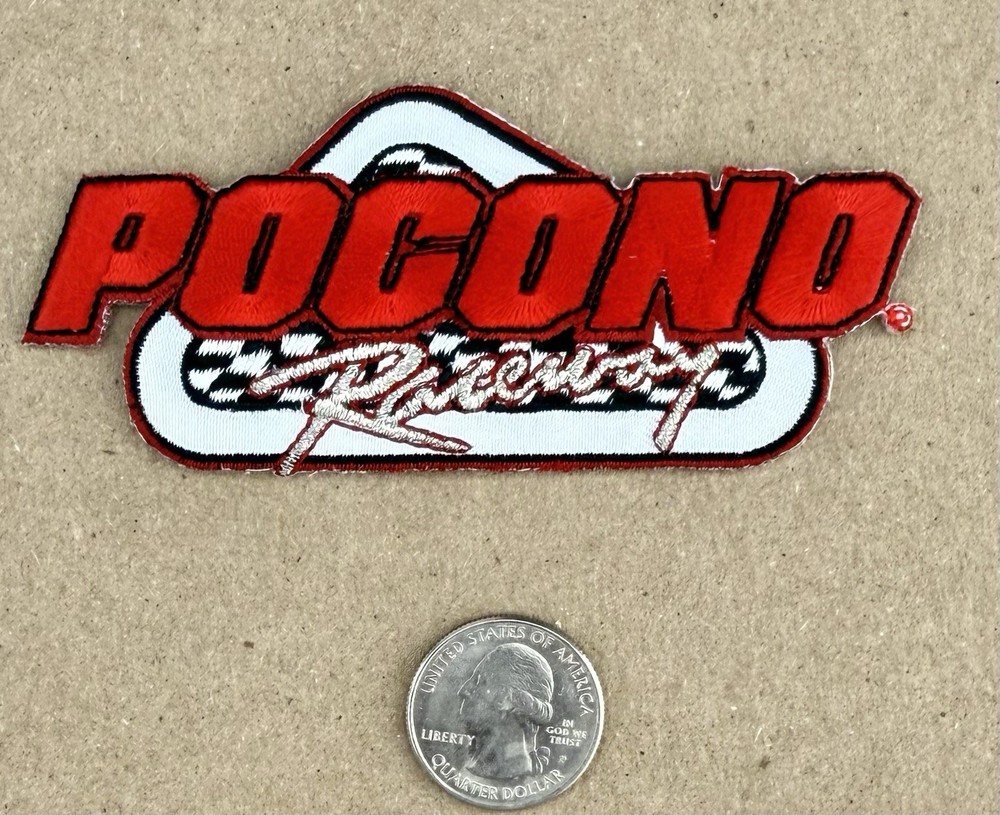 POCONO
®
Raceway
UNITED STATES OF AMERICA
LIBERTY
IN
GOD WE
TRUST
P
QUARTER DOLLAR